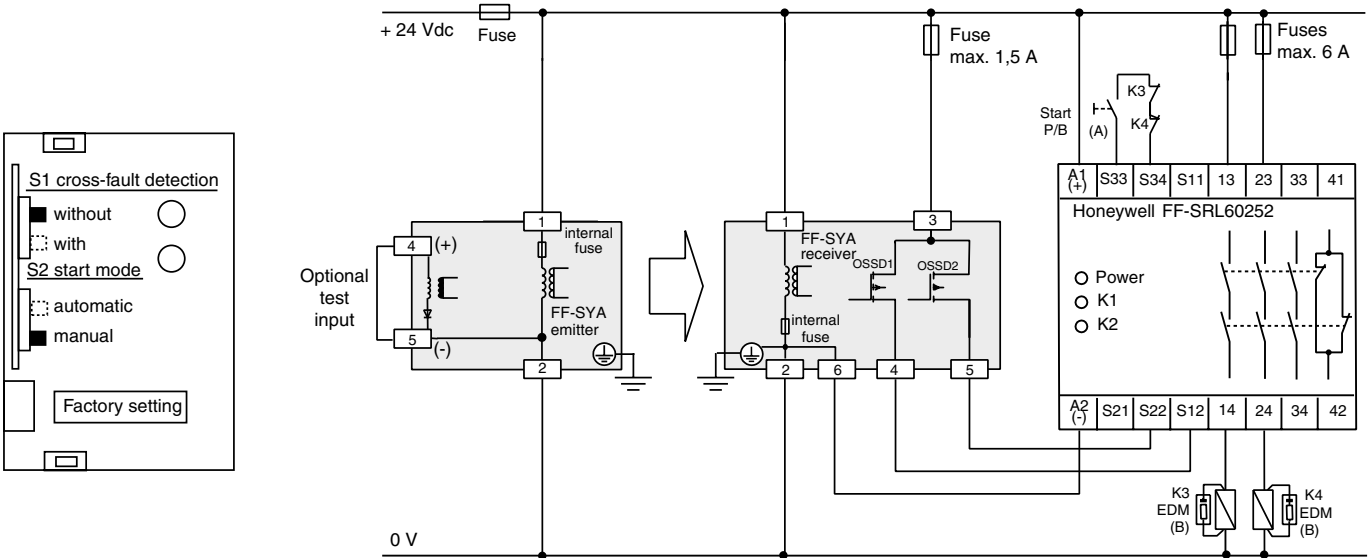 S1 cross-fault detection
without
with
S2 start mode
automatic
manual
Factory setting
+ 24 Vdc
Fuse
Fuse
max. 1,5 A
Fuses
max. 6 A
Start
P/B
(A)
K3
K4
Optional
test
input
4
(+)
5
(-)
1
internal
fuse
FF-SYA
emitter
2
1
3
FF-SYA
receiver
OSSD1
OSSD2
internal
fuse
2
6
4
5
A1
(+)
S33
S34
S11
13
23
33
41
Honeywell FF-SRL60252
Power
K1
K2
A2
(-)
S21
S22
S12
14
24
34
42
K3
EDM
(B)
K4
EDM
(B)
0 V